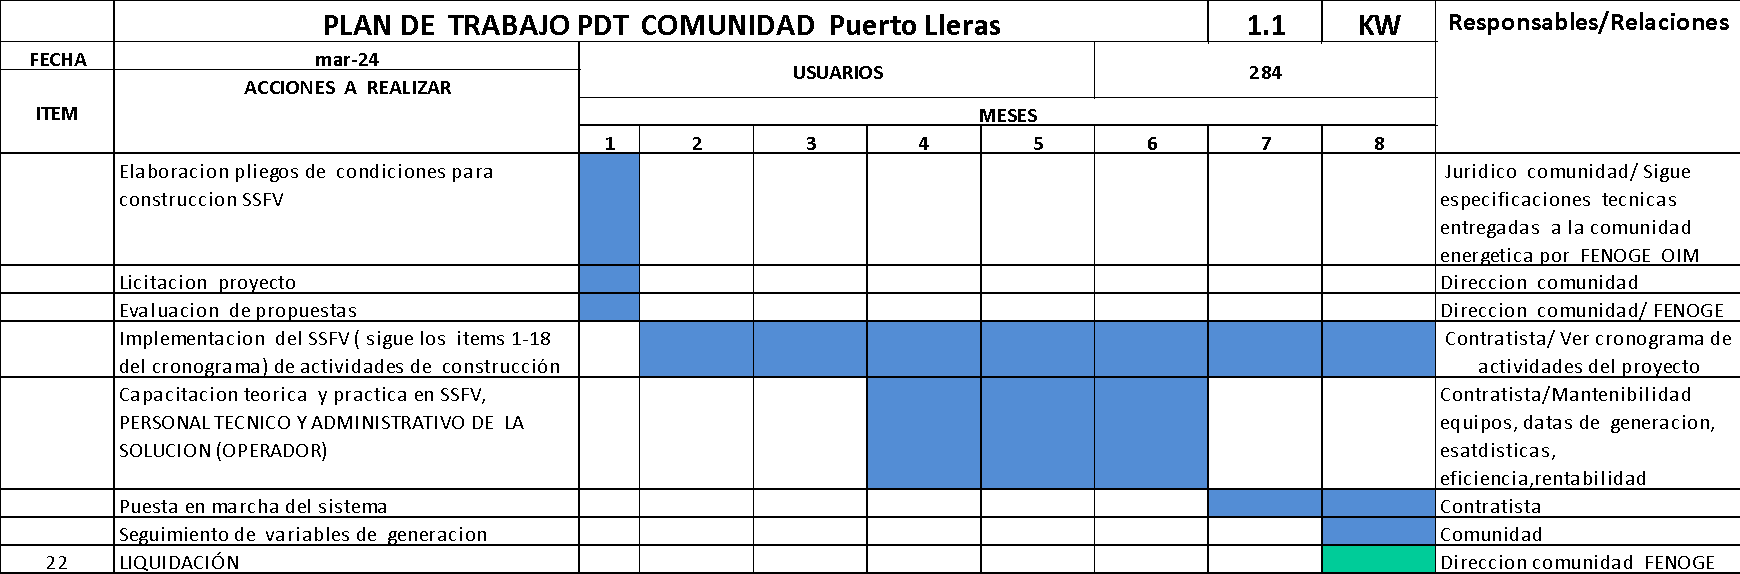 PLAN DE TRABAJO PDT COMUNIDAD Puerto Lleras 1.1 KW Responsables/Relaciones
FECHA mar-24 USUARIOS 284
ITEM ACCIONES A REALIZAR
MESES
1 2 3 4 5 6 7 8
Elaboracion pliegos de condiciones para
construccion SSFV
Juridico comunidad/ Sigue
especificaciones tecnicas
entregadas a la comunidad
energetica por FENOGE OIM
Licitacion proyecto Direccion comunidad
Evaluacion de propuestas Direccion comunidad/ FENOGE
Implementacion del SSFV ( sigue los items 1-18
del cronograma) de actividades de construcción
Contratista/ Ver cronograma de
actividades del proyecto
Capacitacion teorica y practica en SSFV,
PERSONAL TECNICO Y ADMINISTRATIVO DE LA
SOLUCION (OPERADOR)
Contratista/Mantenibilidad
equipos, datas de generacion,
esatdisticas,
eficiencia,rentabilidad
Puesta en marcha del sistema Contratista
Seguimiento de variables de generacion Comunidad
22 LIQUIDACIÓN Direccion comunidad FENOGE